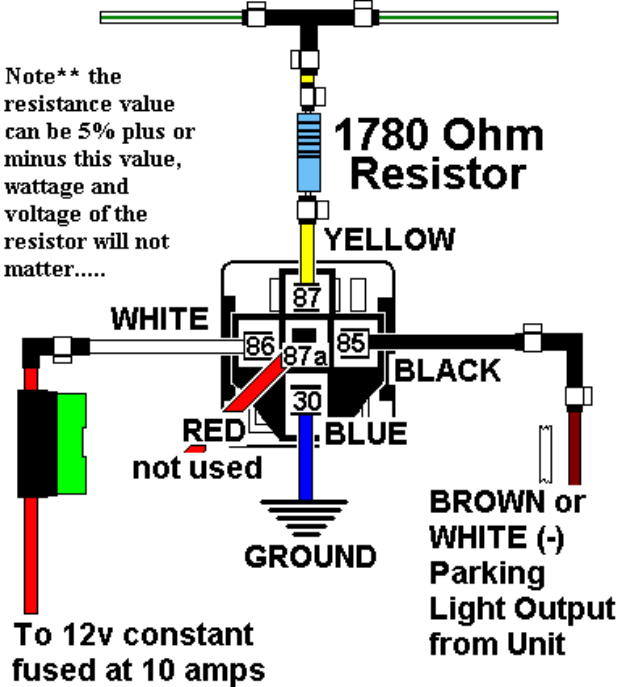 Note** the
resistance value
can be 5% plus or
minus this value,
wattage and
voltage of the
resistor will not
matter.....
1780 Ohm
Resistor
YELLOW
87
WHITE
86
87a
85
BLACK
30
RED
BLUE
not used
GROUND
BROWN or
WHITE (-)
Parking
Light Output
from Unit
To 12v constant
fused at 10 amps